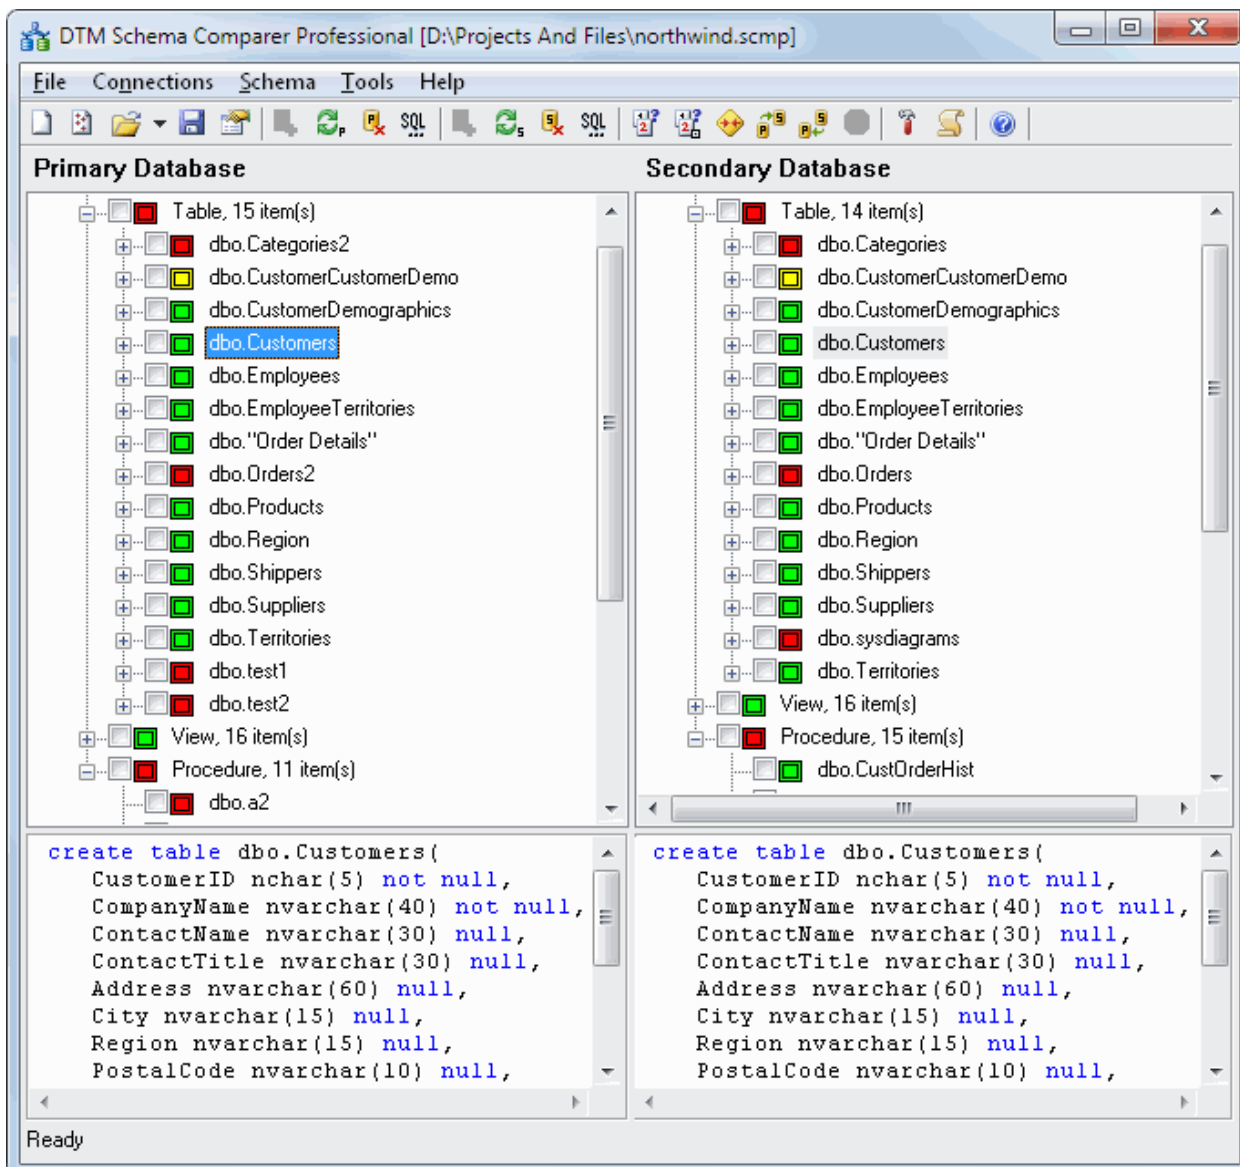 DTM Schema Comparer Professional [D:\Projects And Files\northwind.scmp]
File Connections Schema Tools Help
Primary Database
Table, 15 item(s)
dbo.Categories2
dbo.CustomerCustomerDemo
dbo.CustomerDemographics
dbo.Customers
dbo.Employees
dbo.EmployeeTerritories
dbo."Order Details"
dbo.Orders2
dbo.Products
dbo.Region
dbo.Shippers
dbo.Suppliers
dbo.Territories
dbo.test1
dbo.test2
View, 16 item(s)
Procedure, 11 item(s)
dbo.a2
Secondary Database
Table, 14 item(s)
dbo.Categories
dbo.CustomerCustomerDemo
dbo.CustomerDemographics
dbo.Customers
dbo.Employees
dbo.EmployeeTerritories
dbo."Order Details"
dbo.Orders
dbo.Products
dbo.Region
dbo.Shippers
dbo.Suppliers
dbo.sysdiagrams
dbo.Territories
View, 16 item(s)
Procedure, 15 item(s)
dbo.CustOrderHist
create table dbo.Customers(
CustomerID nchar(5) not null,
CompanyName nvarchar(40) not null,
ContactName nvarchar(30) null,
ContactTitle nvarchar(30) null,
Address nvarchar(60) null,
City nvarchar(15) null,
Region nvarchar(15) null,
PostalCode nvarchar(10) null,
create table dbo.Customers(
CustomerID nchar(5) not null,
CompanyName nvarchar(40) not null,
ContactName nvarchar(30) null,
ContactTitle nvarchar(30) null,
Address nvarchar(60) null,
City nvarchar(15) null,
Region nvarchar(15) null,
PostalCode nvarchar(10) null,
Ready